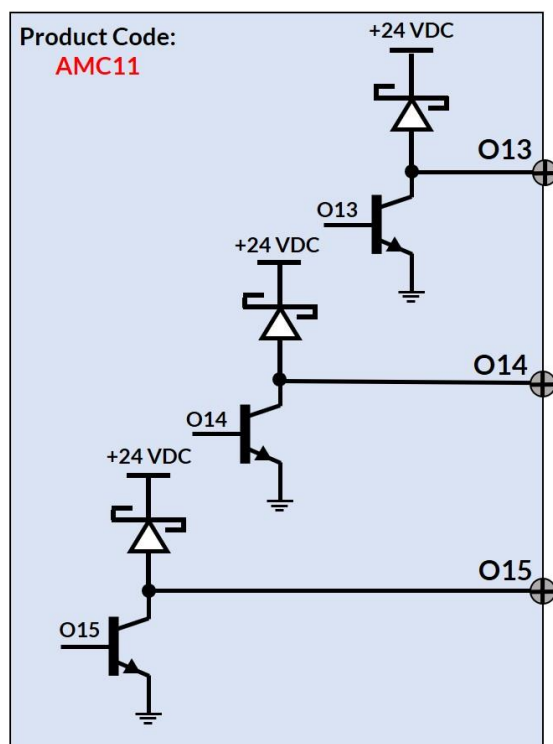 Product Code:
AMC11
+24 VDC
O13
O13
+24 VDC
O14
O14
+24 VDC
O15
O15